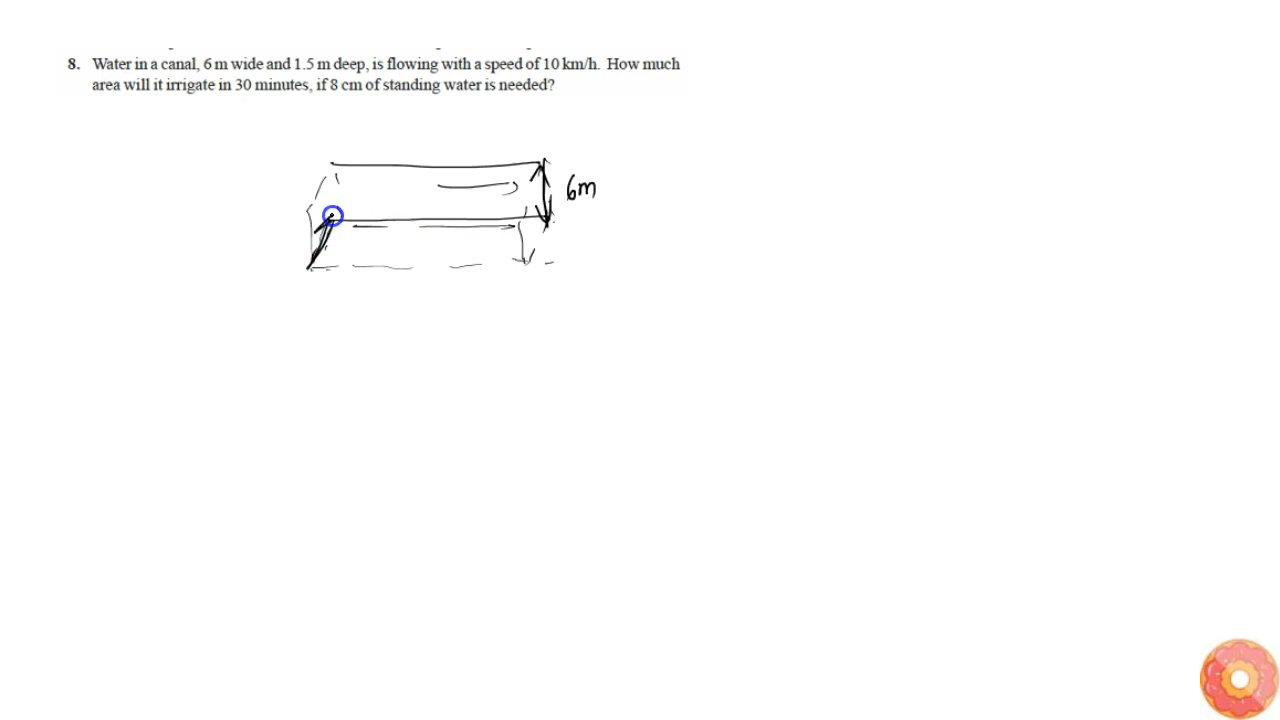 8. Water in a canal, 6 m wide and 1.5 m deep, is flowing with a speed of 10 km/h. How much
area will it irrigate in 30 minutes, if 8 cm of standing water is needed?
6m